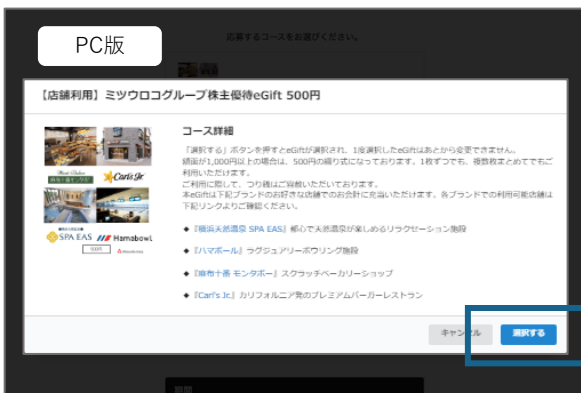 PC版
応募するコースをお選びください。
【店舗利用】ミツウロコグループ株主優待eGift 500円
コース詳細
「選択する」ボタンを押すとeGiftが選択され、1度選択したeGiftはあとから変更できません。
額面が1,000円以上の場合は、500円の綴り式になっております。1枚ずつでも、複数枚まとめてでもご
利用いただけます。
ご利用に際して、つり銭はご容赦いただいております。
本eGiftは下記ブランドのお好きな店舗でのお会計に充当いただけます。各ブランドでの利用可能店舗は
下記リンクよりご確認ください。
◆『横浜天然温泉 SPA EAS』都心で天然温泉が楽しめるリラクゼーション施設
◆『ハマボール』ラグジュアリーボウリング施設
◆『麻布十番 モンタボー』スクラッチベーカリーショップ
◆『Carl's Jr.』カリフォルニア発のプレミアムバーガーレストラン
Carl's Jr.
SPA EAS
Hamabowl
500円
キャンセル
選択する